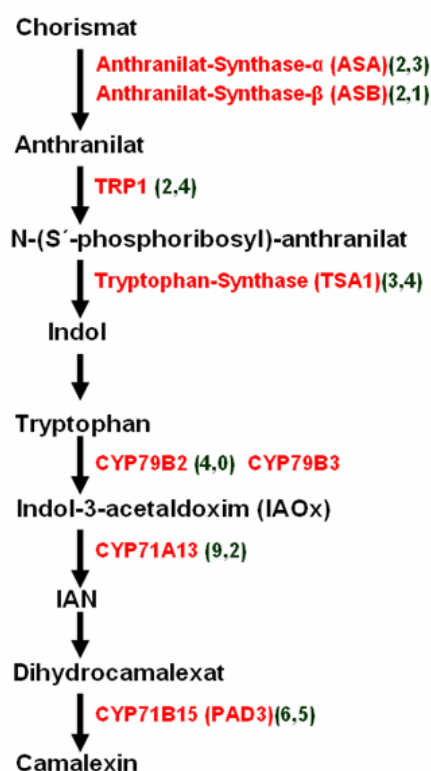 Chorismat
Anthranilat-Synthase-α (ASA)(2,3)
Anthranilat-Synthase-β (ASB)(2,1)
Anthranilat
TRP1 (2,4)
N-(S´-phosphoribosyl)-anthranilat
Tryptophan-Synthase (TSA1)(3,4)
Indol
Tryptophan
CYP79B2 (4,0) CYP79B3
Indol-3-acetaldoxim (IAOx)
CYP71A13 (9,2)
IAN
Dihydrocamalexat
CYP71B15 (PAD3)(6,5)
Camalexin